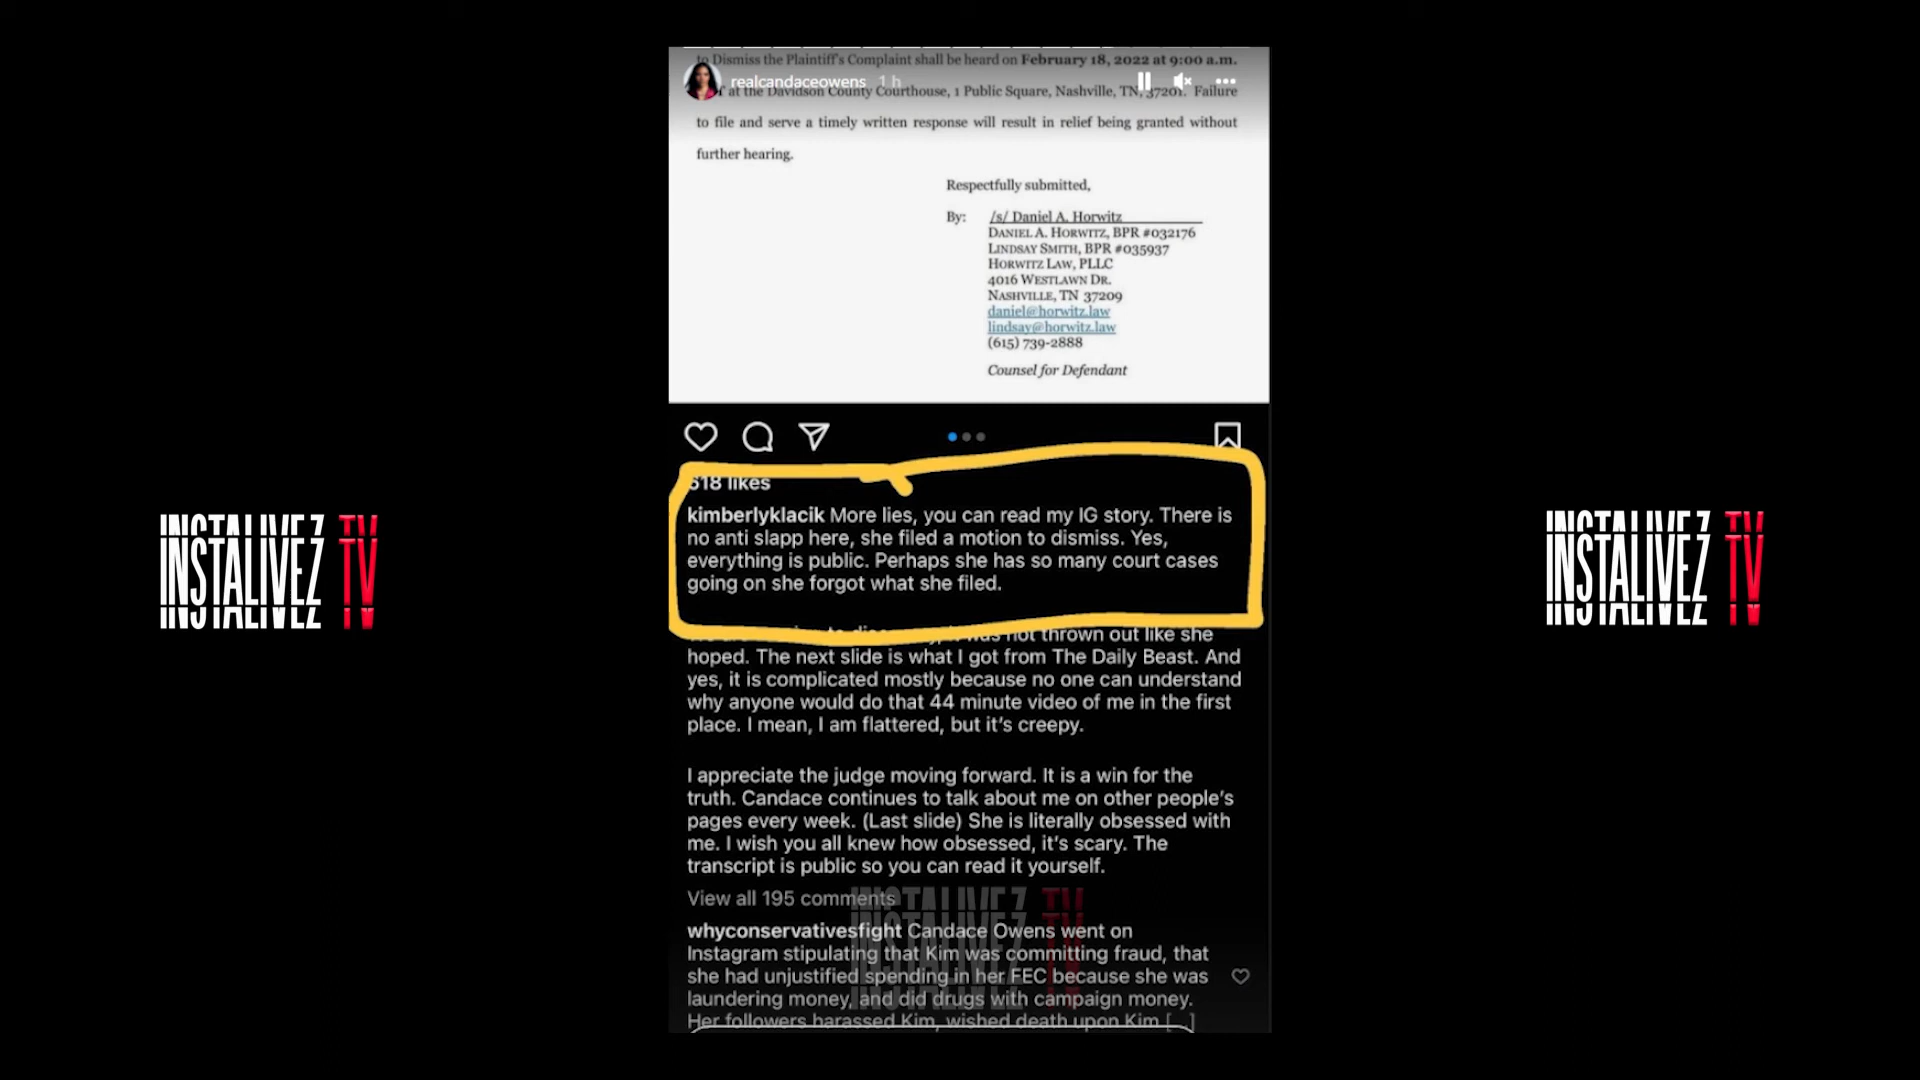 to Dismiss the Plaintiff's Complaint shall be heard on February 18, 2022 at 9:00 a.m.
realcandaceowens 1 h
at the Davidson County Courthouse, 1 Public Square, Nashville, TN, 37201. Failure
to file and serve a timely written response will result in relief being granted without
further hearing.
Respectfully submitted,
By: /s/ Daniel A. Horwitz
DANIEL A. HORWITZ, BPR #032176
LINDSAY SMITH, BPR #035937
HORWITZ LAW, PLLC
4016 WESTLAWN DR.
NASHVILLE, TN 37209
daniel@horwitz.law
lindsay@horwitz.law
(615) 739-2888
Counsel for Defendant
618 likes
kimberlyklacik More lies, you can read my IG story. There is
no anti slapp here, she filed a motion to dismiss. Yes,
everything is public. Perhaps she has so many court cases
going on she forgot what she filed.
it was not thrown out like she
hoped. The next slide is what I got from The Daily Beast. And
yes, it is complicated mostly because no one can understand
why anyone would do that 44 minute video of me in the first
place. I mean, I am flattered, but it's creepy.
I appreciate the judge moving forward. It is a win for the
truth. Candace continues to talk about me on other people's
pages every week. (Last slide) She is literally obsessed with
me. I wish you all knew how obsessed, it's scary. The
transcript is public so you can read it yourself.
View all 195 comments
whyconservativesfight Candace Owens went on
Instagram stipulating that Kim was committing fraud, that
she had unjustified spending in her FEC because she was
laundering money, and did drugs with campaign money.
Her followers harassed Kim, wished death upon Kim [...]
INSTALIVEZ TV
INSTALIVEZ TV
INSTALIVEZ TV